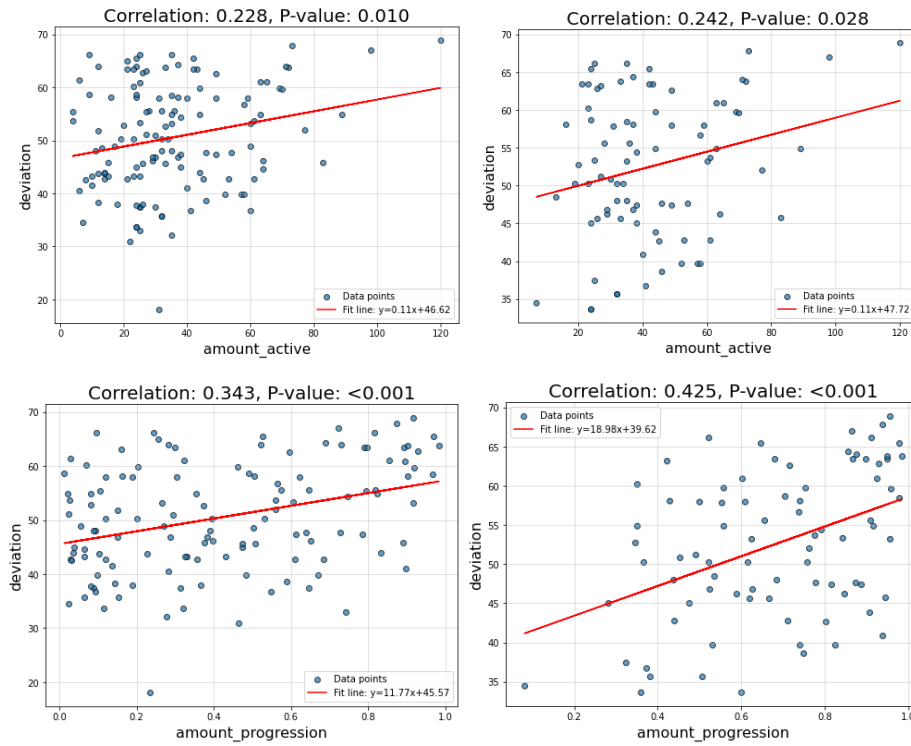 Correlation: 0.228, P-value: 0.010
70
60
50
40
30
20
deviation
Data points
Fit line: y=0.11x+46.62
0 20 40 60 80 100 120
amount_active
Correlation: 0.242, P-value: 0.028
70
65
60
55
50
45
40
35
deviation
Data points
Fit line: y=0.11x+47.72
20 40 60 80 100 120
amount_active
Correlation: 0.343, P-value: <0.001
70
60
50
40
30
20
deviation
Data points
Fit line: y=11.77x+45.57
0.0 0.2 0.4 0.6 0.8 1.0
amount_progression
Correlation: 0.425, P-value: <0.001
Data points
Fit line: y=18.98x+39.62
70
65
60
55
50
45
40
35
deviation
0.2 0.4 0.6 0.8 1.0
amount_progression